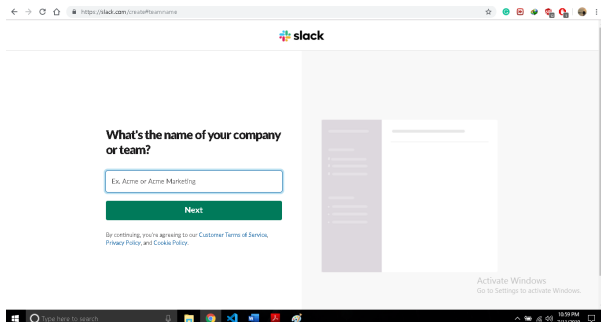 https://slack.com/create#teamname
slack
What's the name of your company
or team?
Ex. Acme or Acme Marketing
Next
By continuing, you're agreeing to our Customer Terms of Service,
Privacy Policy, and Cookie Policy.
Activate Windows
Go to Settings to activate Windows.
Type here to search
10:59 PM